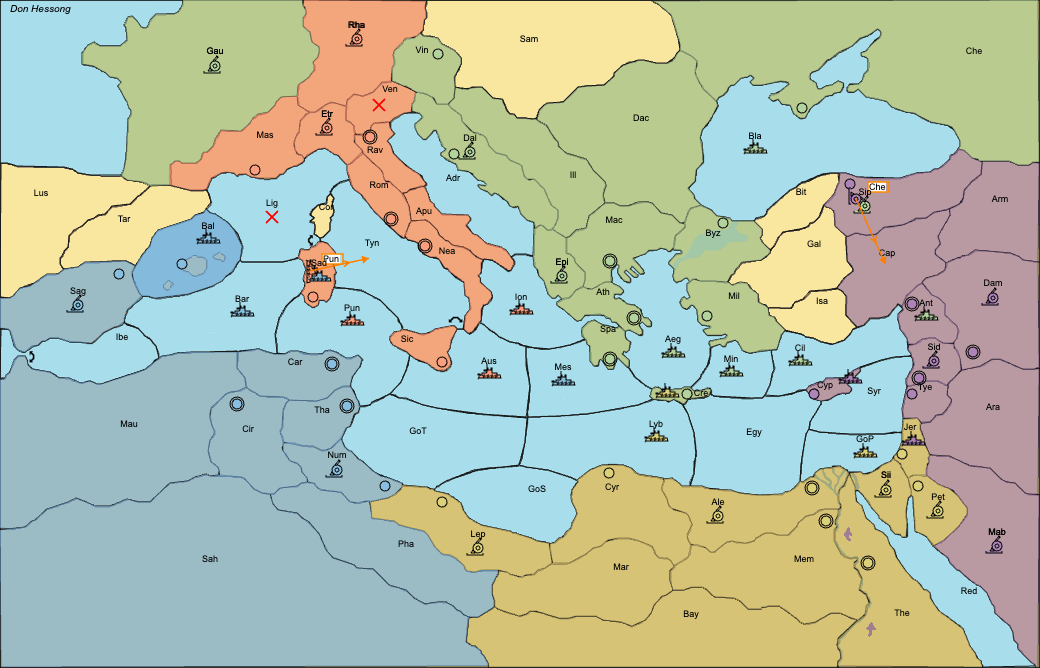 Don Hessong
Rha
Sam
Gau
Vin
Che
Ven
Dac
Mas
Etr
Rav
Dal
Bla
Adr
Ill
Lus
Tar
Lig
Rom
Apu
Cor
Bit
Sip
Che
Arm
Bal
Tyn
Nea
Mac
Byz
Gal
Cap
Sad
Pun
Epi
Sag
Bar
Pun
Ion
Ath
Mil
Isa
Ant
Dam
Ibe
Sic
Spa
Aeg
Min
Cil
Sid
Car
Aus
Mes
Cyp
Syr
Tye
Cre
Ara
Mau
Cir
Tha
GoT
Lyb
Egy
GoP
Jer
Num
GoS
Cyr
Ale
Sii
Pet
Sah
Pha
Lep
Mar
Mem
Mab
Bay
The
Red